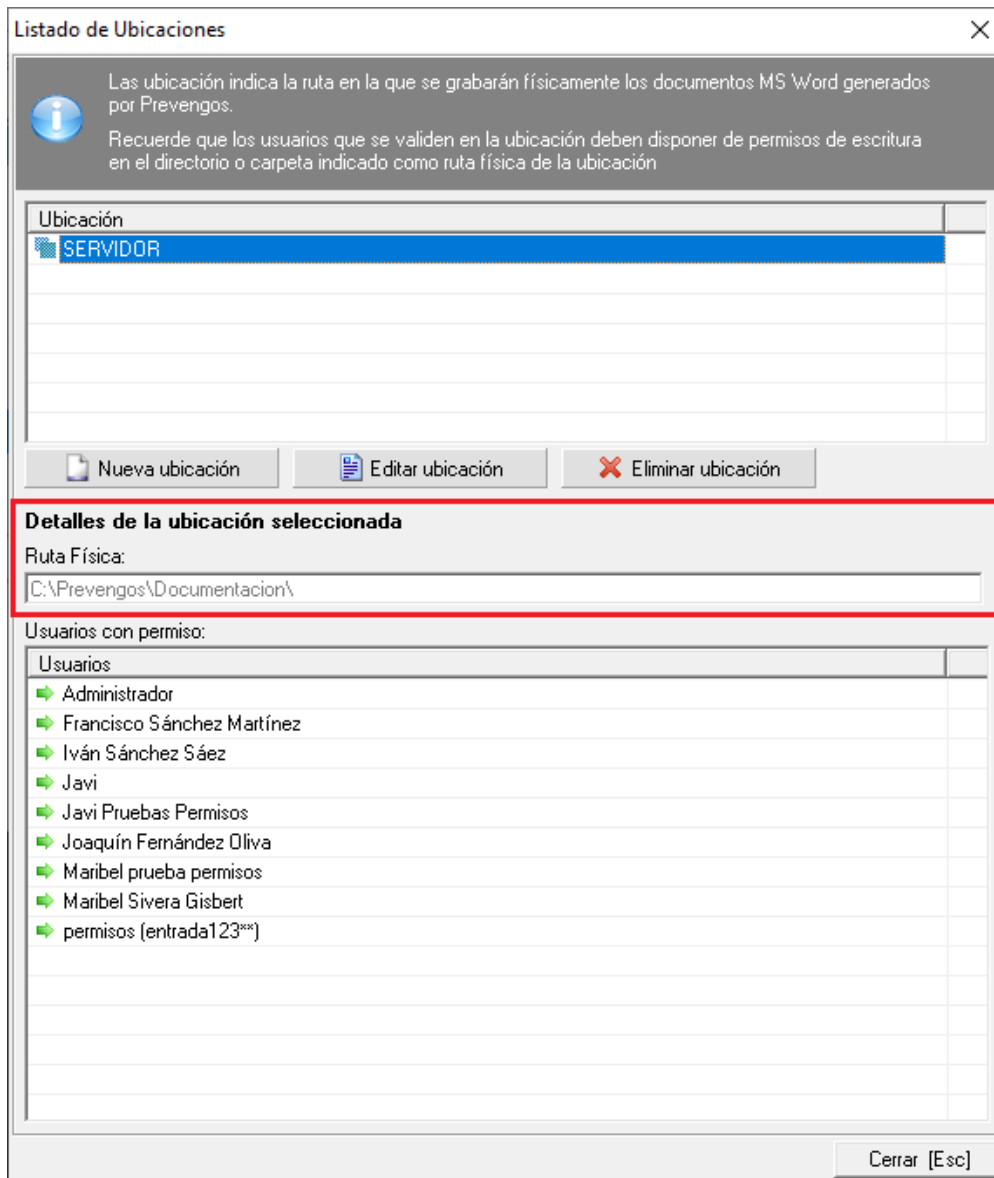 Listado de Ubicaciones
Las ubicación indica la ruta en la que se grabarán físicamente los documentos MS Word generados
por Prevengos.
Recuerde que los usuarios que se validen en la ubicación deben disponer de permisos de escritura
en el directorio o carpeta indicado como ruta física de la ubicación
Ubicación
SERVIDOR
Nueva ubicación Editar ubicación Eliminar ubicación
Detalles de la ubicación seleccionada
Ruta Física:
C:\Prevengos\Documentacion\
Usuarios con permiso:
Usuarios
Administrador
Francisco Sánchez Martínez
Iván Sánchez Sáez
Javi
Javi Pruebas Permisos
Joaquín Fernández Oliva
Maribel prueba permisos
Maribel Sivera Gisbert
permisos (entrada123**)
Cerrar [Esc]